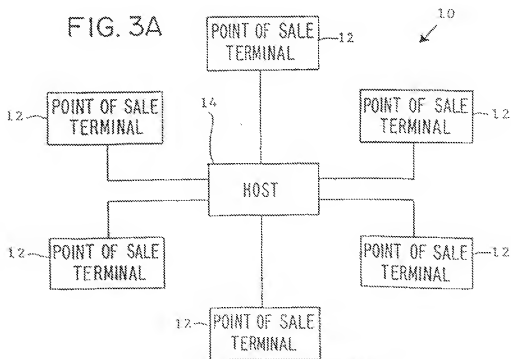 FIG. 3A
10
POINT OF SALE
TERMINAL
12
12
POINT OF SALE
TERMINAL
14
POINT OF SALE
TERMINAL
12
HOST
12
POINT OF SALE
TERMINAL
POINT OF SALE
TERMINAL
12
12
POINT OF SALE
TERMINAL